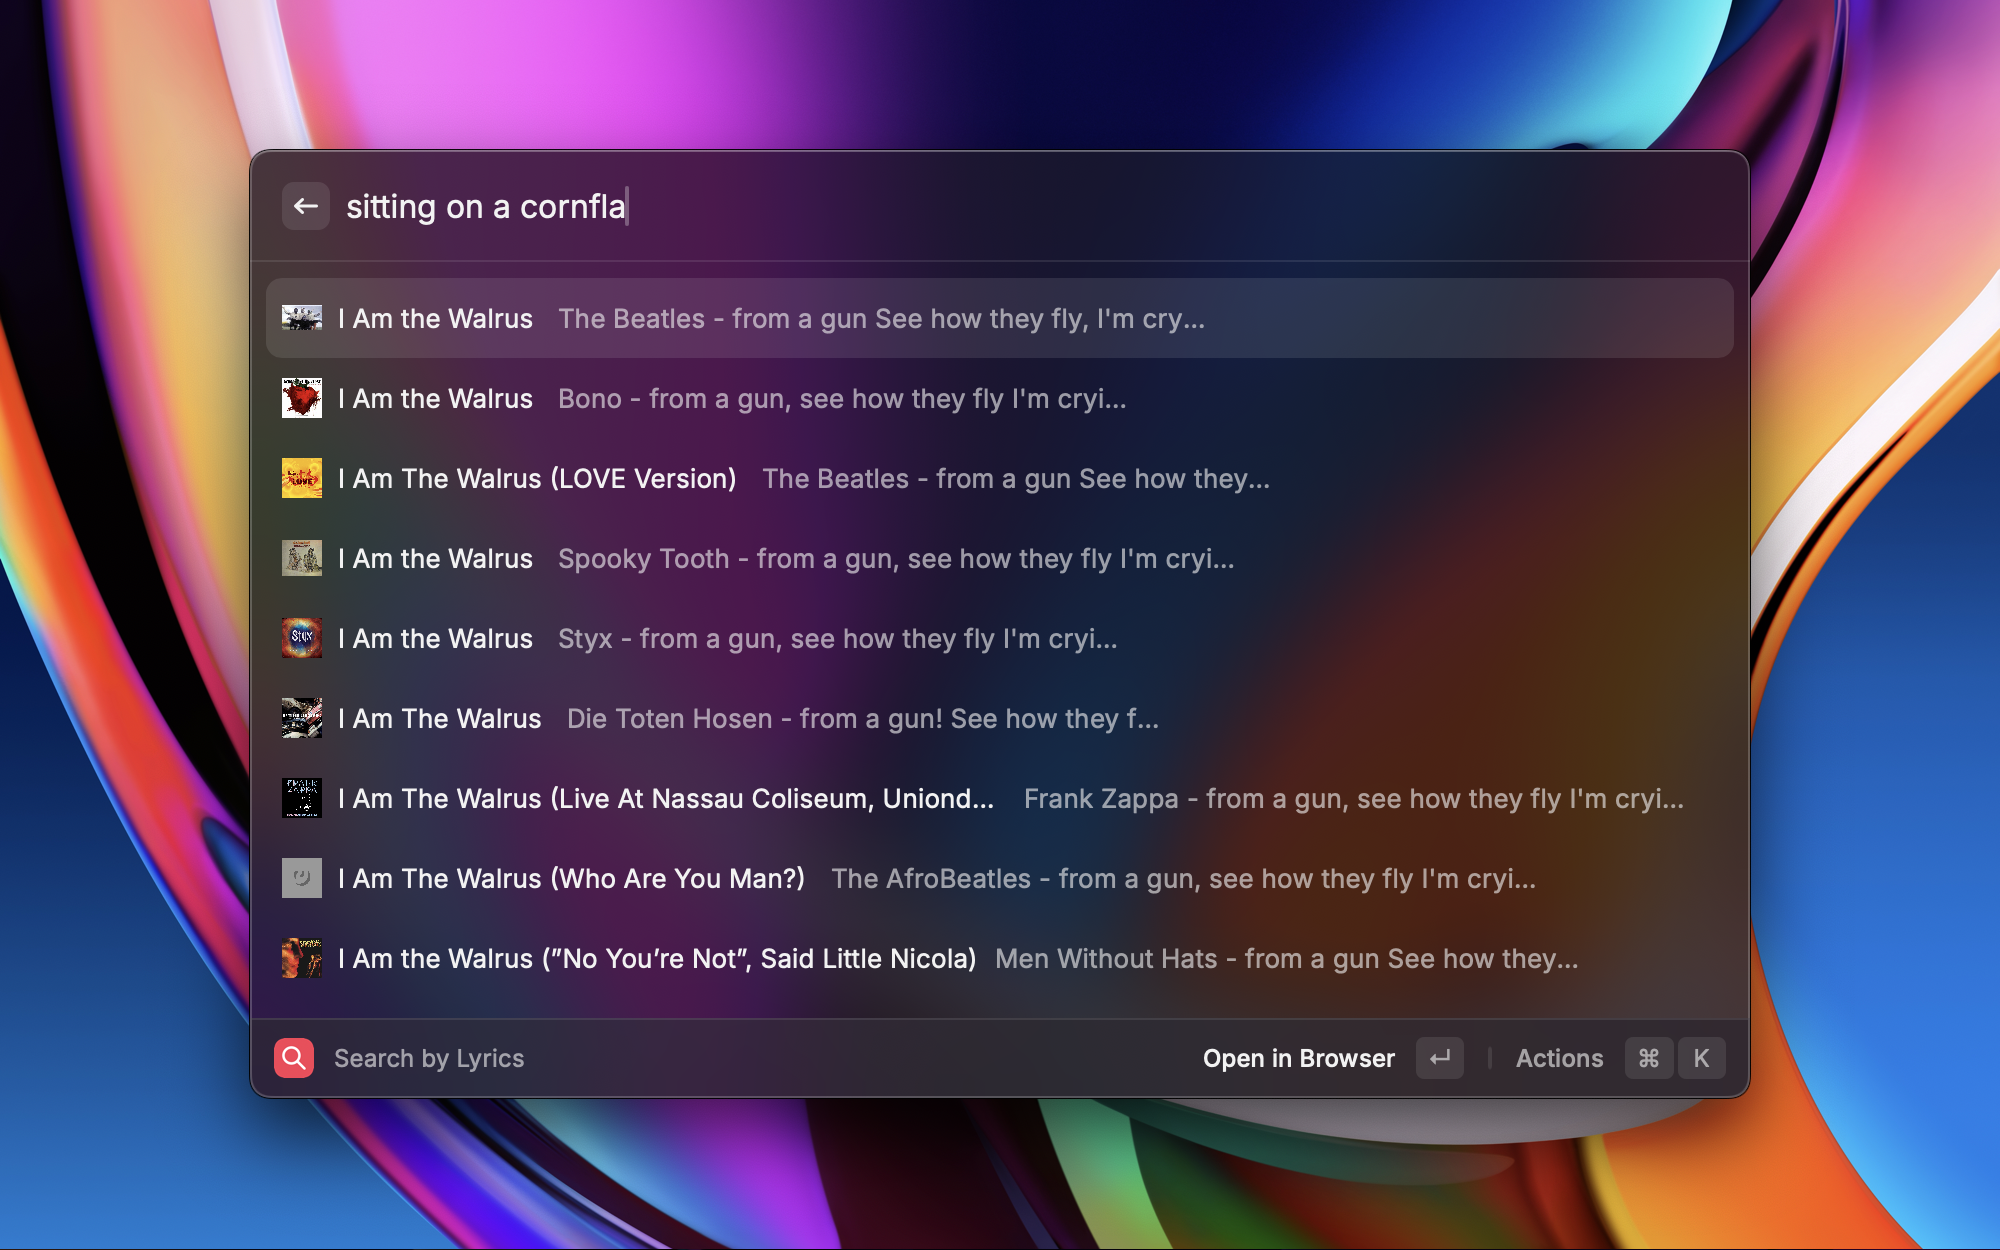 sitting on a cornfla
I Am the Walrus The Beatles - from a gun See how they fly, I'm cry...
I Am the Walrus Bono - from a gun, see how they fly I'm cryi...
I Am The Walrus (LOVE Version) The Beatles - from a gun See how they...
I Am the Walrus Spooky Tooth - from a gun, see how they fly I'm cryi...
I Am the Walrus Styx - from a gun, see how they fly I'm cryi...
I Am The Walrus Die Toten Hosen - from a gun! See how they f...
I Am The Walrus (Live At Nassau Coliseum, Uniond... Frank Zappa - from a gun, see how they fly I'm cryi...
I Am The Walrus (Who Are You Man?) The AfroBeatles - from a gun, see how they fly I'm cryi...
I Am the Walrus (”No You’re Not”, Said Little Nicola) Men Without Hats - from a gun See how they...
Search by Lyrics Open in Browser ↵ Actions ⌘ K